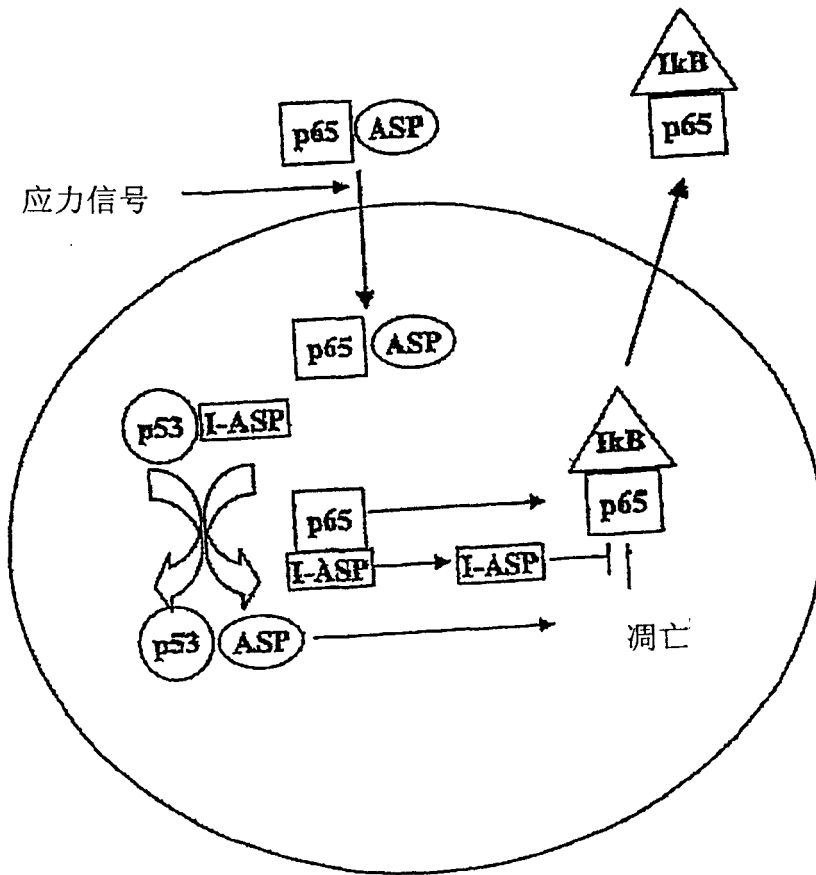 IkB
p65
p65 ASP
应力信号
p65 ASP
p53 I-ASP
IkB
p65
p65
I-ASP
I-ASP
p53 ASP
凋亡